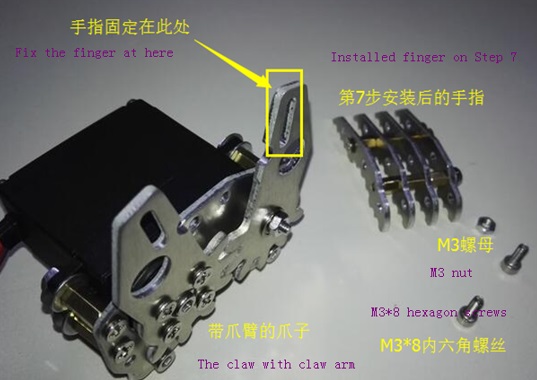 手指固定在此处
Fix the finger at here
Installed finger on Step 7
第7步安装后的手指
M3螺母
M3 nut
M3*8 hexagon screws
M3*8内六角螺丝
带爪臂的爪子
The claw with claw arm